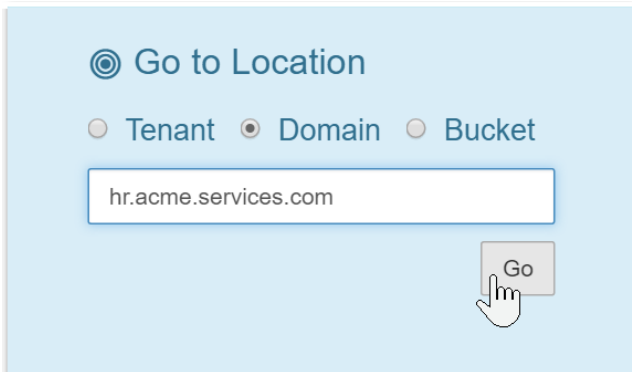 Go to Location
Tenant Domain Bucket
hr.acme.services.com
Go